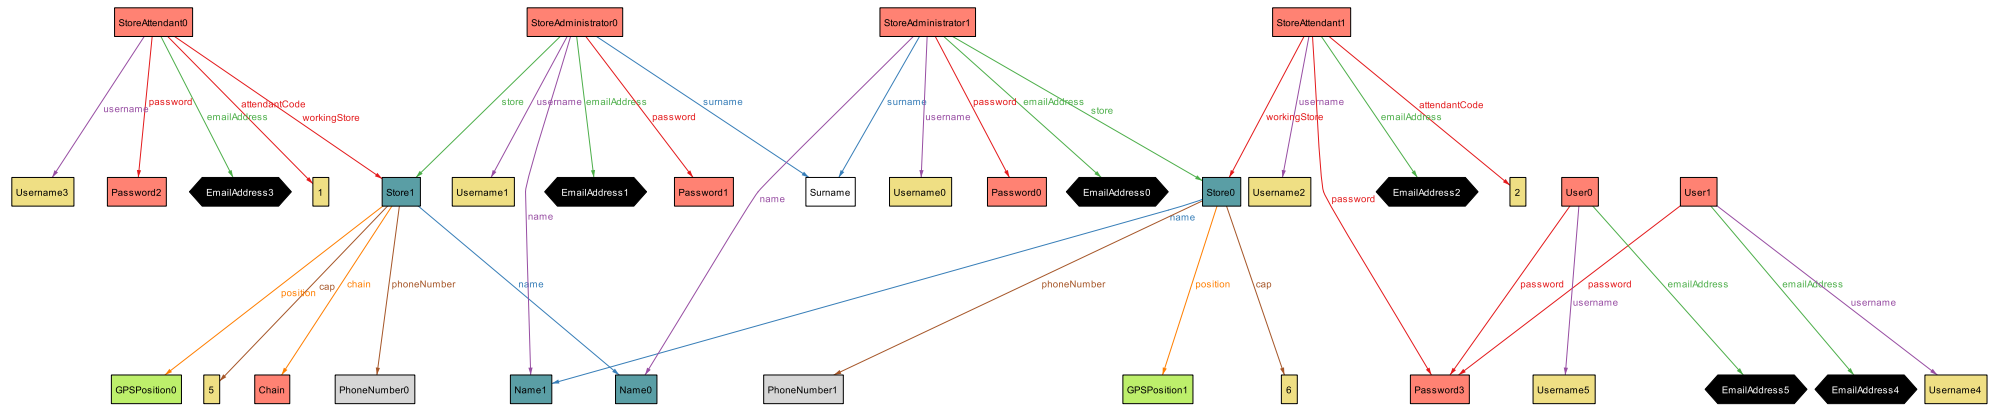 StoreAttendant0
StoreAdministrator0
StoreAdministrator1
StoreAttendant1
username
password
emailAddress
attendantCode
workingStore
store
username
emailAddress
password
surname
name
surname
username
password
emailAddress
store
name
workingStore
username
password
emailAddress
attendantCode
Username3
Password2
EmailAddress3
1
Store1
Username1
EmailAddress1
Password1
Surname
Username0
Password0
EmailAddress0
Store0
Username2
EmailAddress2
2
User0
User1
position
cap
chain
phoneNumber
name
name
phoneNumber
position
cap
password
username
password
emailAddress
emailAddress
username
GPSPosition0
5
Chain
PhoneNumber0
Name1
Name0
PhoneNumber1
GPSPosition1
6
Password3
Username5
EmailAddress5
EmailAddress4
Username4